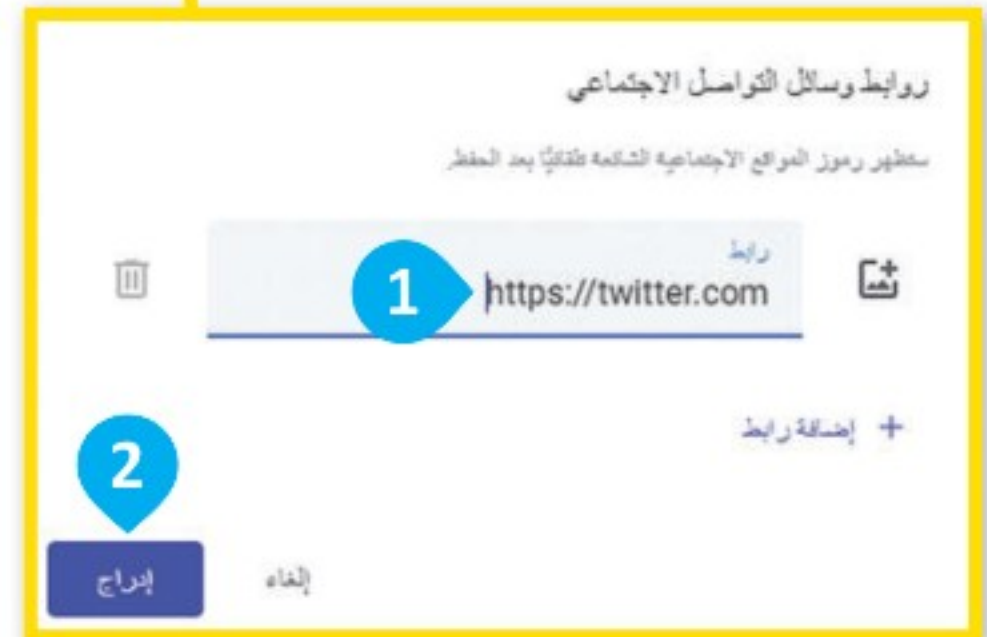 روابط وسائل التواصل الاجتماعي
ستظهر رموز المواقع الاجتماعية الشائعة تلقائيًا بعد الحفظ.
رابط
1
https://twitter.com
+ إضافة رابط
2
إلغاء
إدراج